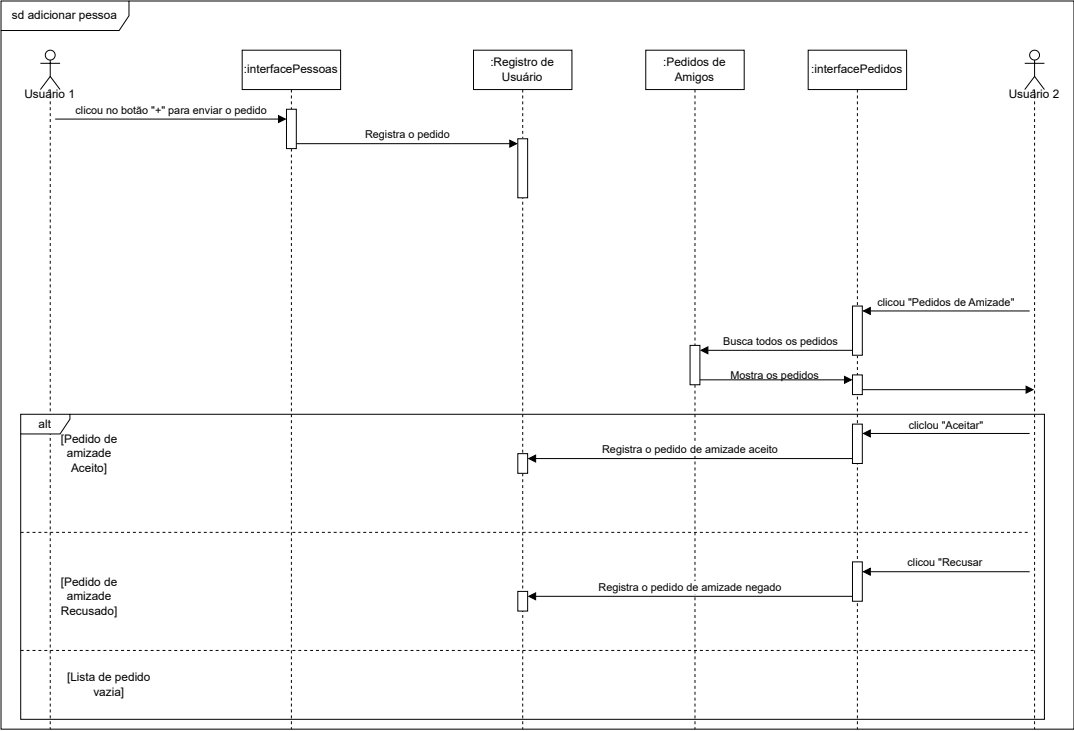 sd adicionar pessoa
:interfacePessoas
:Registro de
Usuário
:Pedidos de
Amigos
:interfacePedidos
Usuário 1
Usuário 2
clicou no botão "+" para enviar o pedido
Registra o pedido
clicou "Pedidos de Amizade"
Busca todos os pedidos
Mostra os pedidos
alt
[Pedido de
amizade
Aceito]
cliclou "Aceitar"
Registra o pedido de amizade aceito
[Pedido de
amizade
Recusado]
clicou "Recusar
Registra o pedido de amizade negado
[Lista de pedido
vazia]